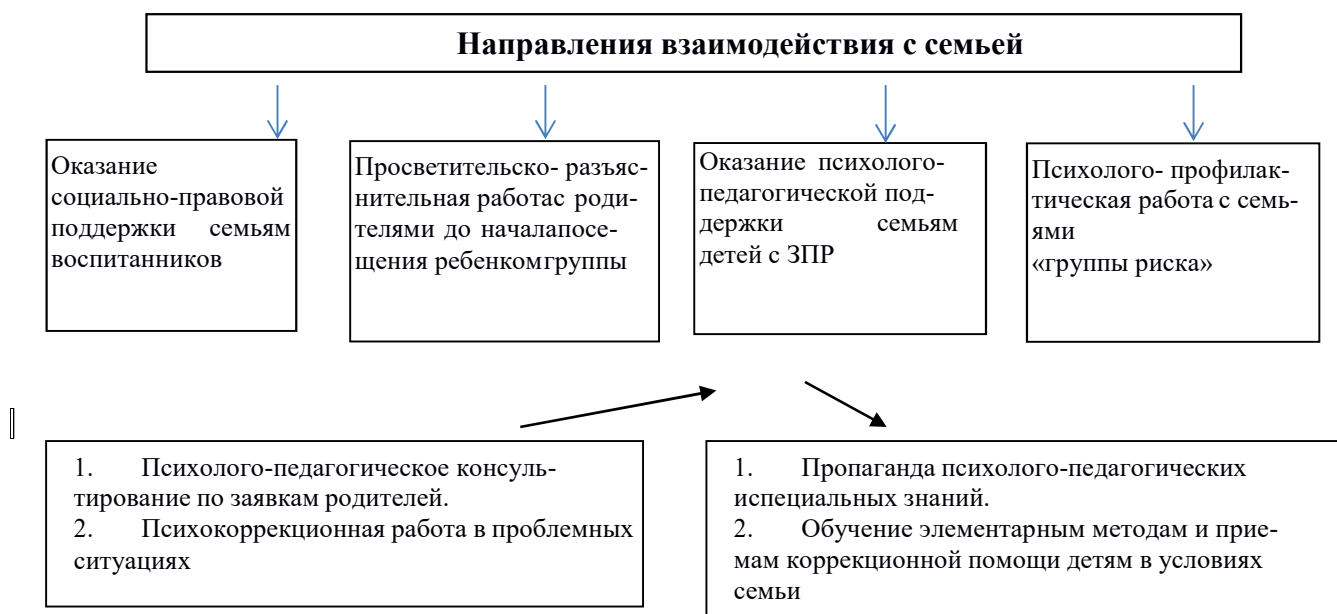 Направления взаимодействия с семьей
Оказание
социально-правовой
поддержки семьям
воспитанников
Просветительско- разъяс-
нительная работас роди-
телями до началапосе-
щения ребенкомгруппы
Оказание психолого-
педагогической под-
держки семьям
детей с ЗПР
Психолого- профилак-
тическая работа с семь-
ями
«группы риска»
1. Психолого-педагогическое консуль-
тирование по заявкам родителей.
2. Психокоррекционная работа в проблемных
ситуациях
1. Пропаганда психолого-педагогических
испециальных знаний.
2. Обучение элементарным методам и прие-
мам коррекционной помощи детям в условиях
семьи